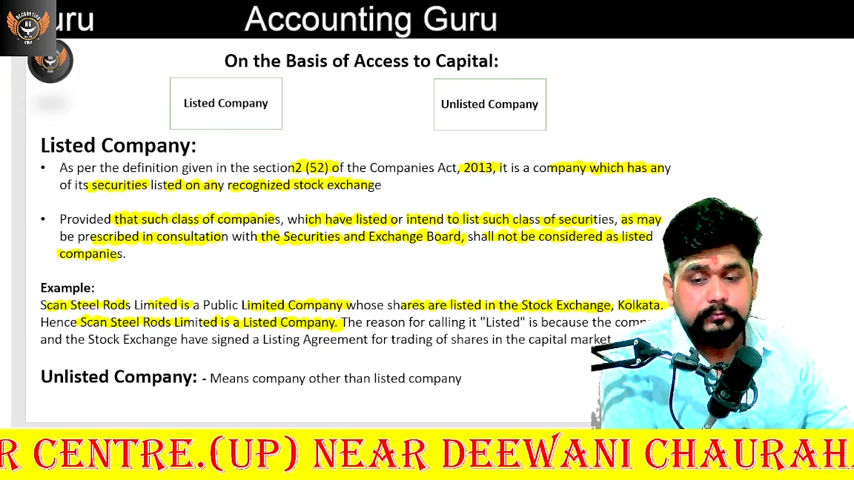 uru Accounting Guru
On the Basis of Access to Capital:
Listed Company Unlisted Company
Listed Company:
• As per the definition given in the section2 (52) of the Companies Act, 2013, it is a company which has any
of its securities listed on any recognized stock exchange
• Provided that such class of companies, which have listed or intend to list such class of securities, as may
be prescribed in consultation with the Securities and Exchange Board, shall not be considered as listed
companies.
Example:
Scan Steel Rods Limited is a Public Limited Company whose shares are listed in the Stock Exchange, Kolkata.
Hence Scan Steel Rods Limited is a Listed Company. The reason for calling it "Listed" is because the com
and the Stock Exchange have signed a Listing Agreement for trading of shares in the capital market
Unlisted Company: - Means company other than listed company
R CENTRE.(UP) NEAR DEEWANI CHAURAHA